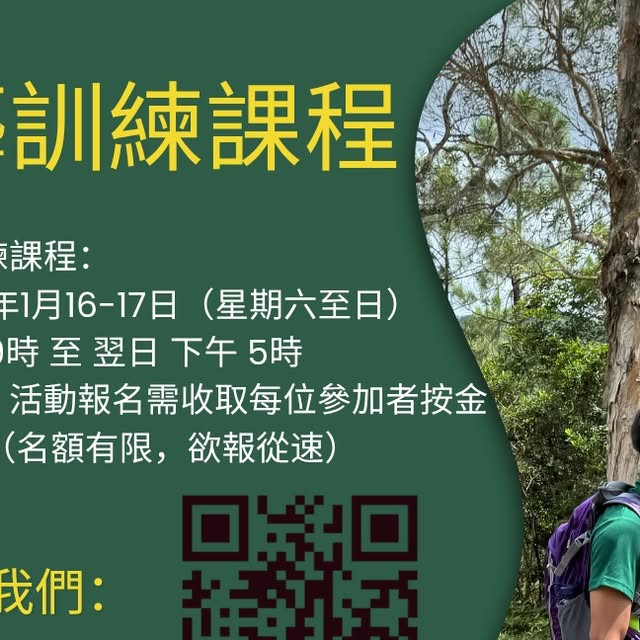 訓練課程
課程：
年1月16-17日（星期六至日）
時 至 翌日 下午 5時
活動報名需收取每位參加者按金
（名額有限，欲報從速）
我們：